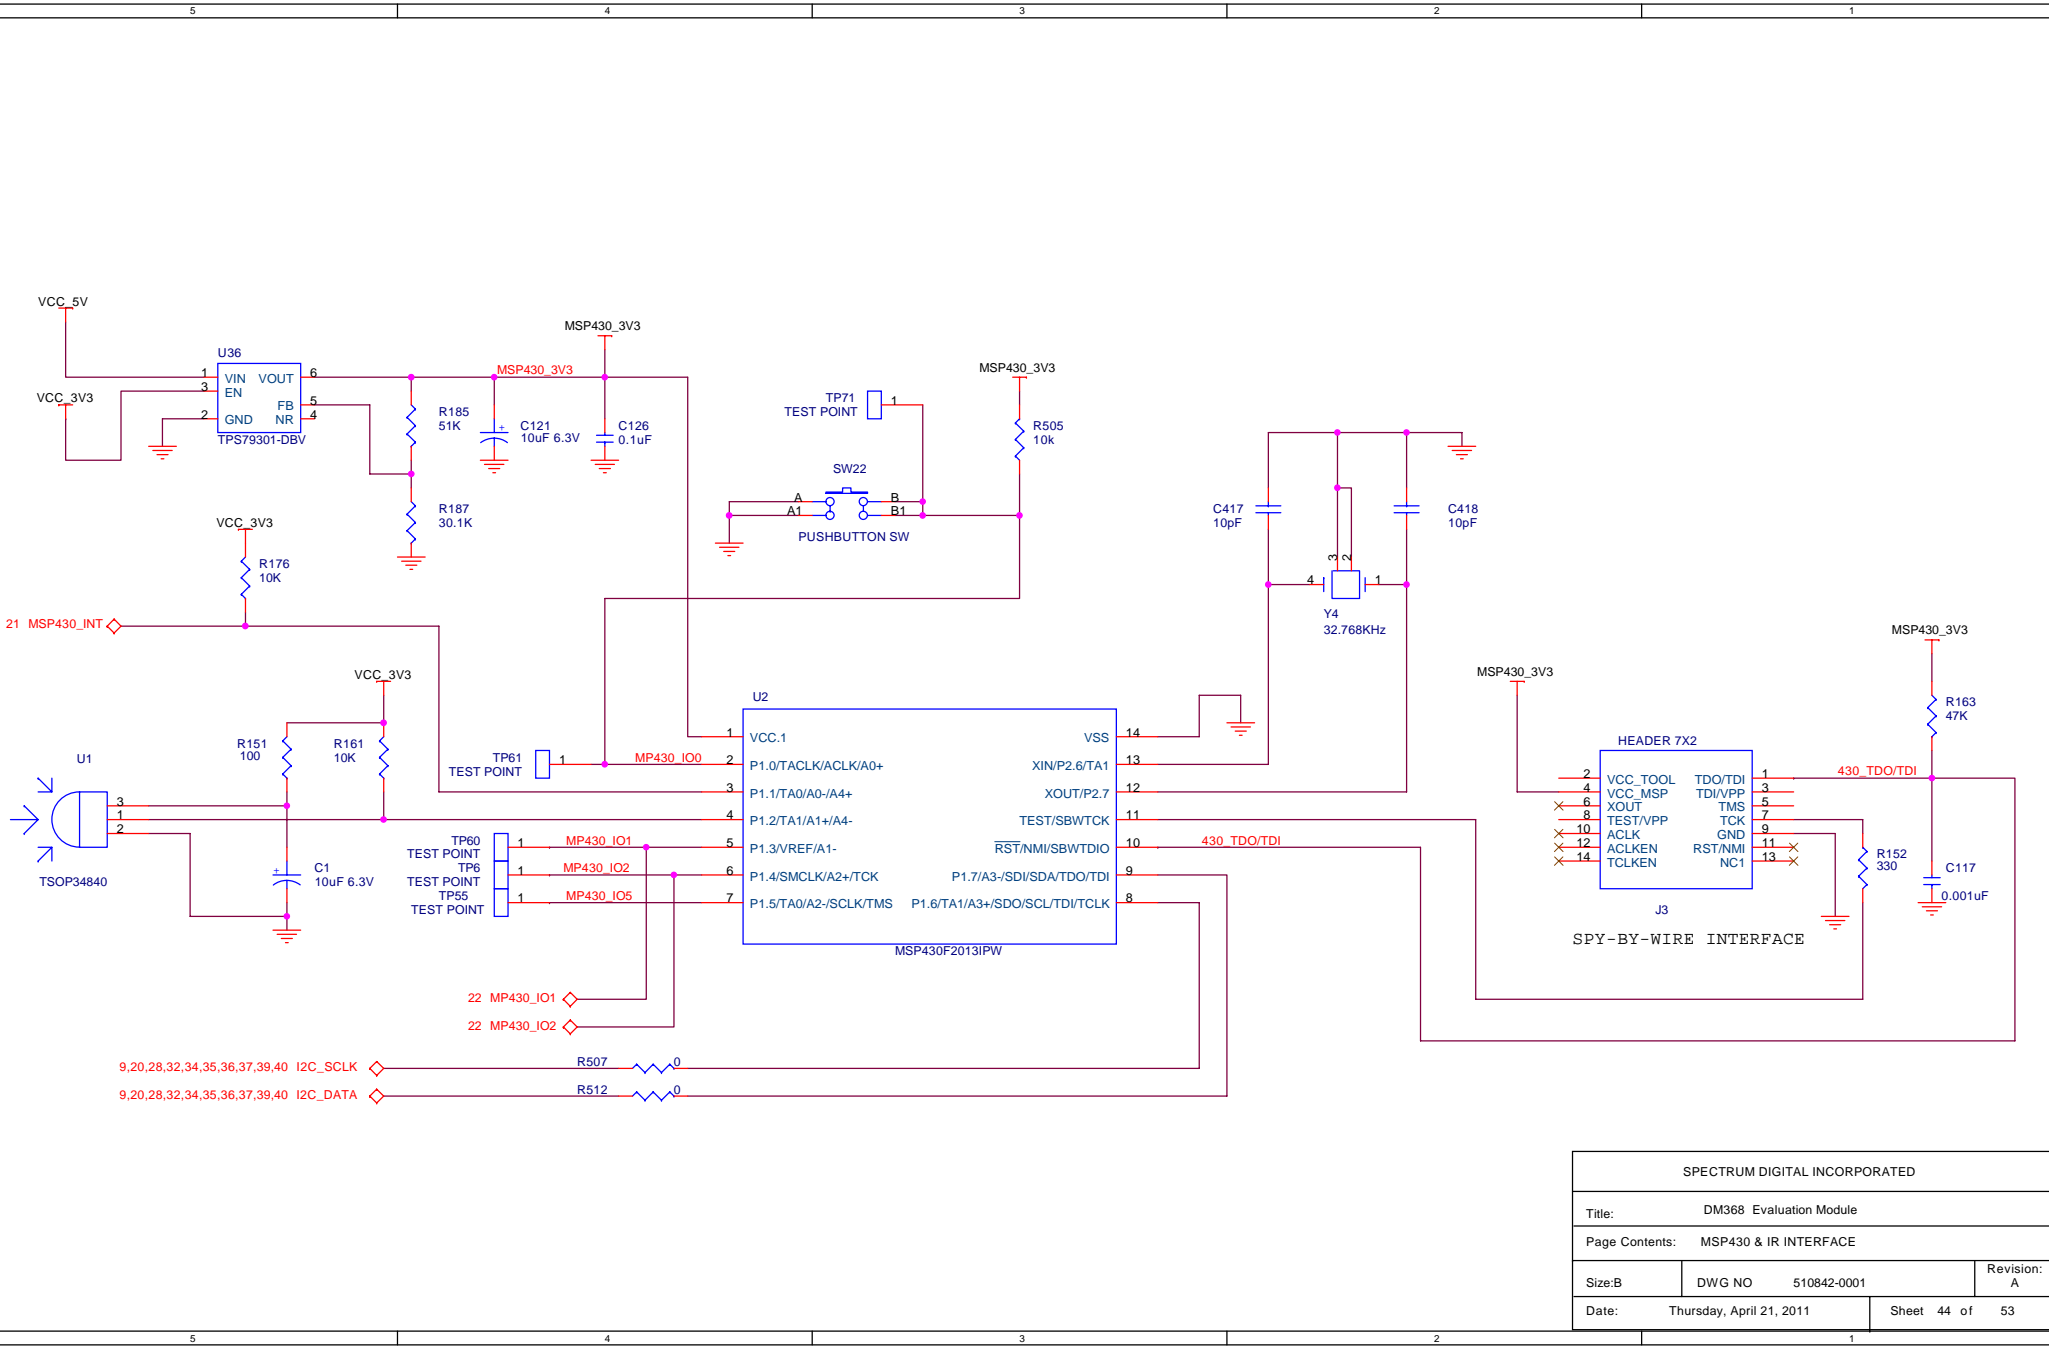 5 4 3 2 1
VCC_5V
MSP430_3V3
U36
1 VIN VOUT 6
3 EN
FB 5
2 GND NR 4
TPS79301-DBV
VCC_3V3
MSP430_3V3
R185
51K
C121
10uF 6.3V
+
C126
0.1uF
R187
30.1K
MSP430_3V3
TP71
TEST POINT
1
R505
10k
SW22
A B
A1 B1
PUSHBUTTON SW
C417
10pF
C418
10pF
3 2
4 1
Y4
32.768KHz
VCC_3V3
R176
10K
21 MSP430_INT
VCC_3V3
R151
100
R161
10K
U1
3
1
2
TSOP34840
+
C1
10uF 6.3V
TP61
TEST POINT
1
MP430_IO0
TP60
TEST POINT
1
MP430_IO1
TP6
TEST POINT
1
MP430_IO2
TP55
TEST POINT
1
MP430_IO5
U2
1 VCC.1 VSS 14
2 P1.0/TACLK/ACLK/A0+ XIN/P2.6/TA1 13
3 P1.1/TA0/A0-/A4+ XOUT/P2.7 12
4 P1.2/TA1/A1+/A4- TEST/SBWTCK 11
5 P1.3/VREF/A1- RST/NMI/SBWTDIO 10
6 P1.4/SMCLK/A2+/TCK P1.7/A3-/SDI/SDA/TDO/TDI 9
7 P1.5/TA0/A2-/SCLK/TMS P1.6/TA1/A3+/SDO/SCL/TDI/TCLK 8
MSP430F2013IPW
430_TDO/TDI
MSP430_3V3
MSP430_3V3
R163
47K
HEADER 7X2
2 VCC_TOOL TDO/TDI 1
4 VCC_MSP TDI/VPP 3
6 XOUT TMS 5
8 TEST/VPP TCK 7
10 ACLK GND 9
12 ACLKEN RST/NMI 11
14 TCLKEN NC1 13
430_TDO/TDI
R152
330
C117
0.001uF
J3
SPY-BY-WIRE INTERFACE
22 MP430_IO1
22 MP430_IO2
9,20,28,32,34,35,36,37,39,40 I2C_SCLK
R507 0
9,20,28,32,34,35,36,37,39,40 I2C_DATA
R512 0
SPECTRUM DIGITAL INCORPORATED
Title: DM368 Evaluation Module
Page Contents: MSP430 & IR INTERFACE
Size:B DWG NO 510842-0001 Revision:
A
Date: Thursday, April 21, 2011 Sheet 44 of 53
5 4 3 2 1